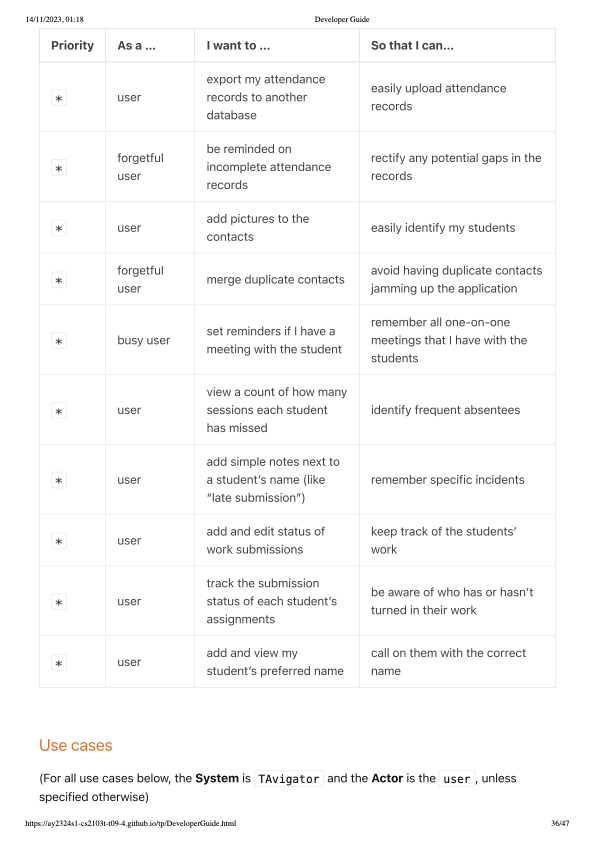 14/11/2023, 01:18 Developer Guide
Priority As a ... I want to ... So that I can...
* user export my attendance records to another database easily upload attendance records
* forgetful user be reminded on incomplete attendance records rectify any potential gaps in the records
* user add pictures to the contacts easily identify my students
* forgetful user merge duplicate contacts avoid having duplicate contacts jamming up the application
* busy user set reminders if I have a meeting with the student remember all one-on-one meetings that I have with the students
* user view a count of how many sessions each student has missed identify frequent absentees
* user add simple notes next to a student’s name (like “late submission”) remember specific incidents
* user add and edit status of work submissions keep track of the students’ work
* user track the submission status of each student’s assignments be aware of who has or hasn’t turned in their work
* user add and view my student’s preferred name call on them with the correct name
Use cases
(For all use cases below, the System is TAvigator and the Actor is the user , unless
specified otherwise)
https://ay2324s1-cs2103t-t09-4.github.io/tp/DeveloperGuide.html 36/47